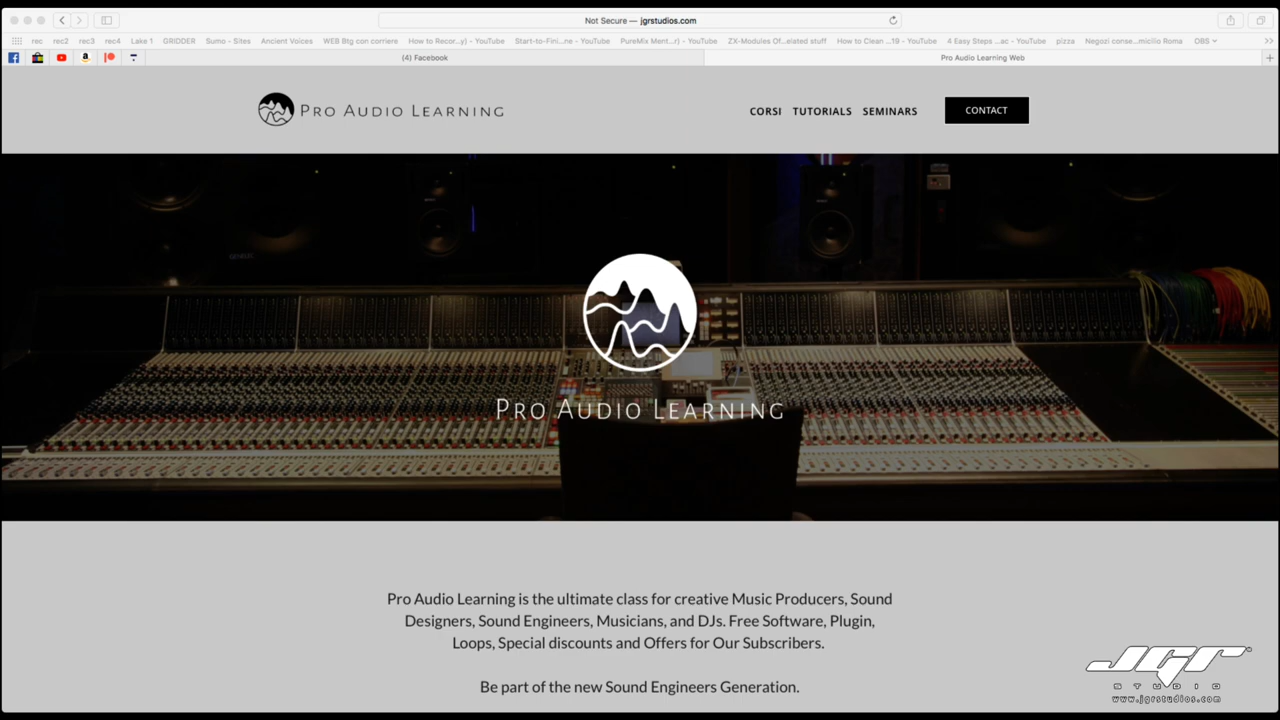 Not Secure — jgrstudios.com
rec rec2 rec3 rec4 Lake 1 GRIDDER Sumo - Sites Ancient Voices WEB Btg con corriere How to Recor...y) - YouTube Start-to-Fini...ne - YouTube PureMix Ment...r) - YouTube ZX-Modules Of...elated stuff How to Clean ...19 - YouTube 4 Easy Steps ...ac - YouTube pizza Negozi conse...micilio Roma OBS
(4) Facebook Pro Audio Learning Web
Pro Audio Learning CORSI TUTORIALS SEMINARS CONTACT
Pro Audio Learning
Pro Audio Learning is the ultimate class for creative Music Producers, Sound
Designers, Sound Engineers, Musicians, and DJs. Free Software, Plugin,
Loops, Special discounts and Offers for Our Subscribers.
Be part of the new Sound Engineers Generation.
JGR
STUDIO
www.jgrstudios.com